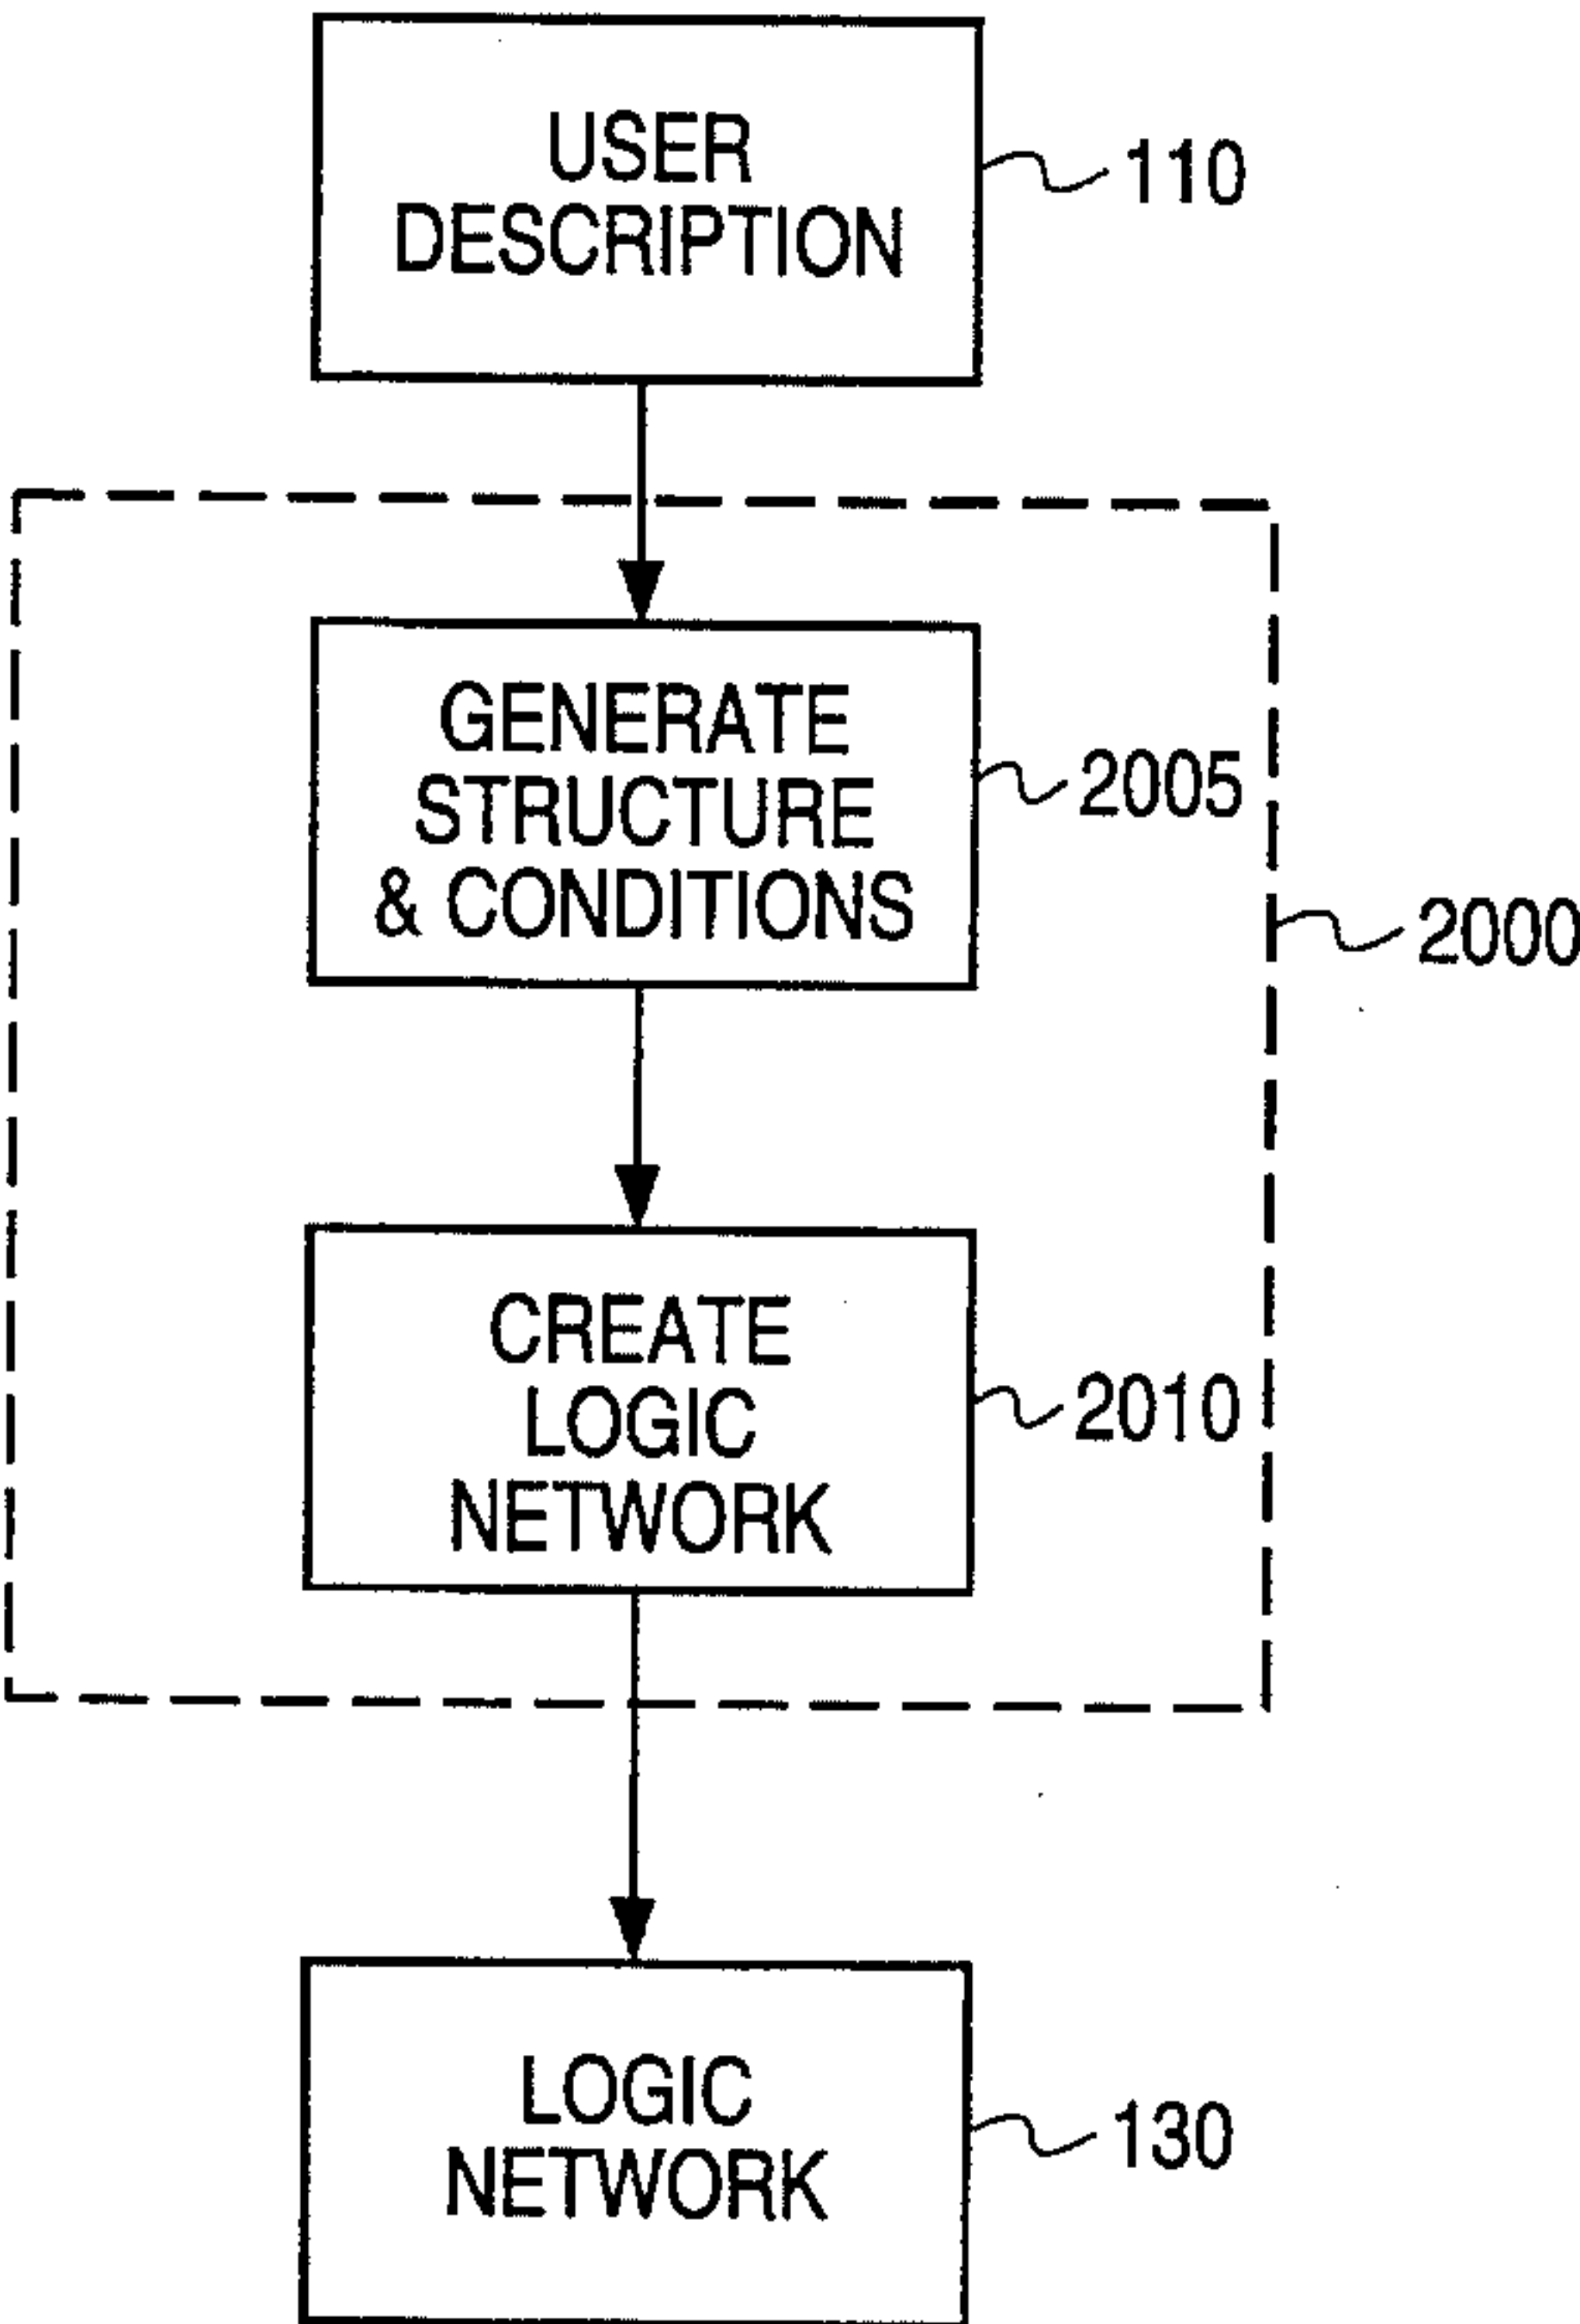 USER
DESCRIPTION
110
GENERATE
STRUCTURE
& CONDITIONS
2005
2000
CREATE
LOGIC
NETWORK
2010
LOGIC
NETWORK
130